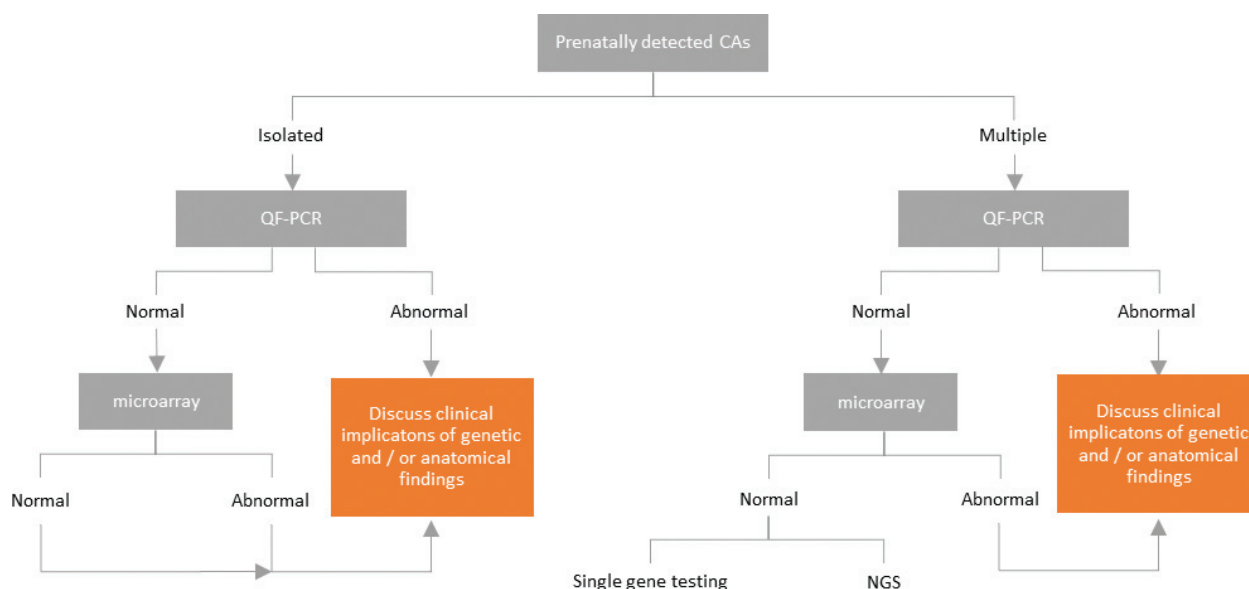 Prenatally detected CAs
Isolated
Multiple
QF-PCR
QF-PCR
Normal
Abnormal
Normal
Abnormal
microarray
Discuss clinical
implicatons of genetic
and / or anatomical
findings
microarray
Discuss clinical
implicatons of genetic
and / or anatomical
findings
Normal
Abnormal
Normal
Abnormal
Single gene testing
NGS